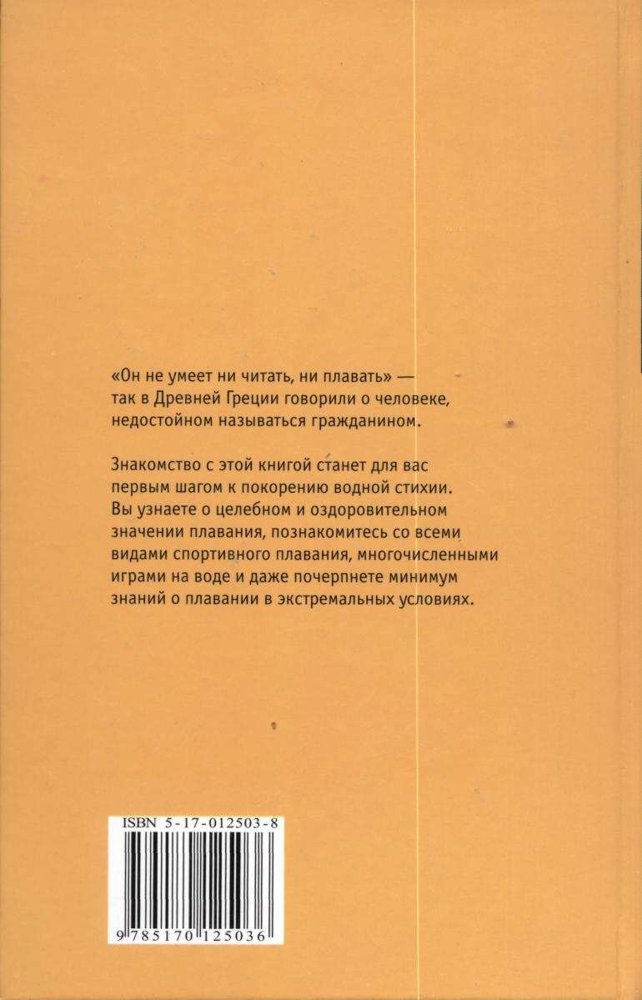 «Он не умеет ни читать, ни плавать» —
так в Древней Греции говорили о человеке,
недостойном называться гражданином.
Знакомство с этой книгой станет для вас
первым шагом к покорению водной стихии.
Вы узнаете о целебном и оздоровительном
значении плавания, познакомитесь со всеми
видами спортивного плавания, многочисленными
играми на воде и даже почерпнете минимум
знаний о плавании в экстремальных условиях.
ISBN 5-17-012503-8
9 785170 125036